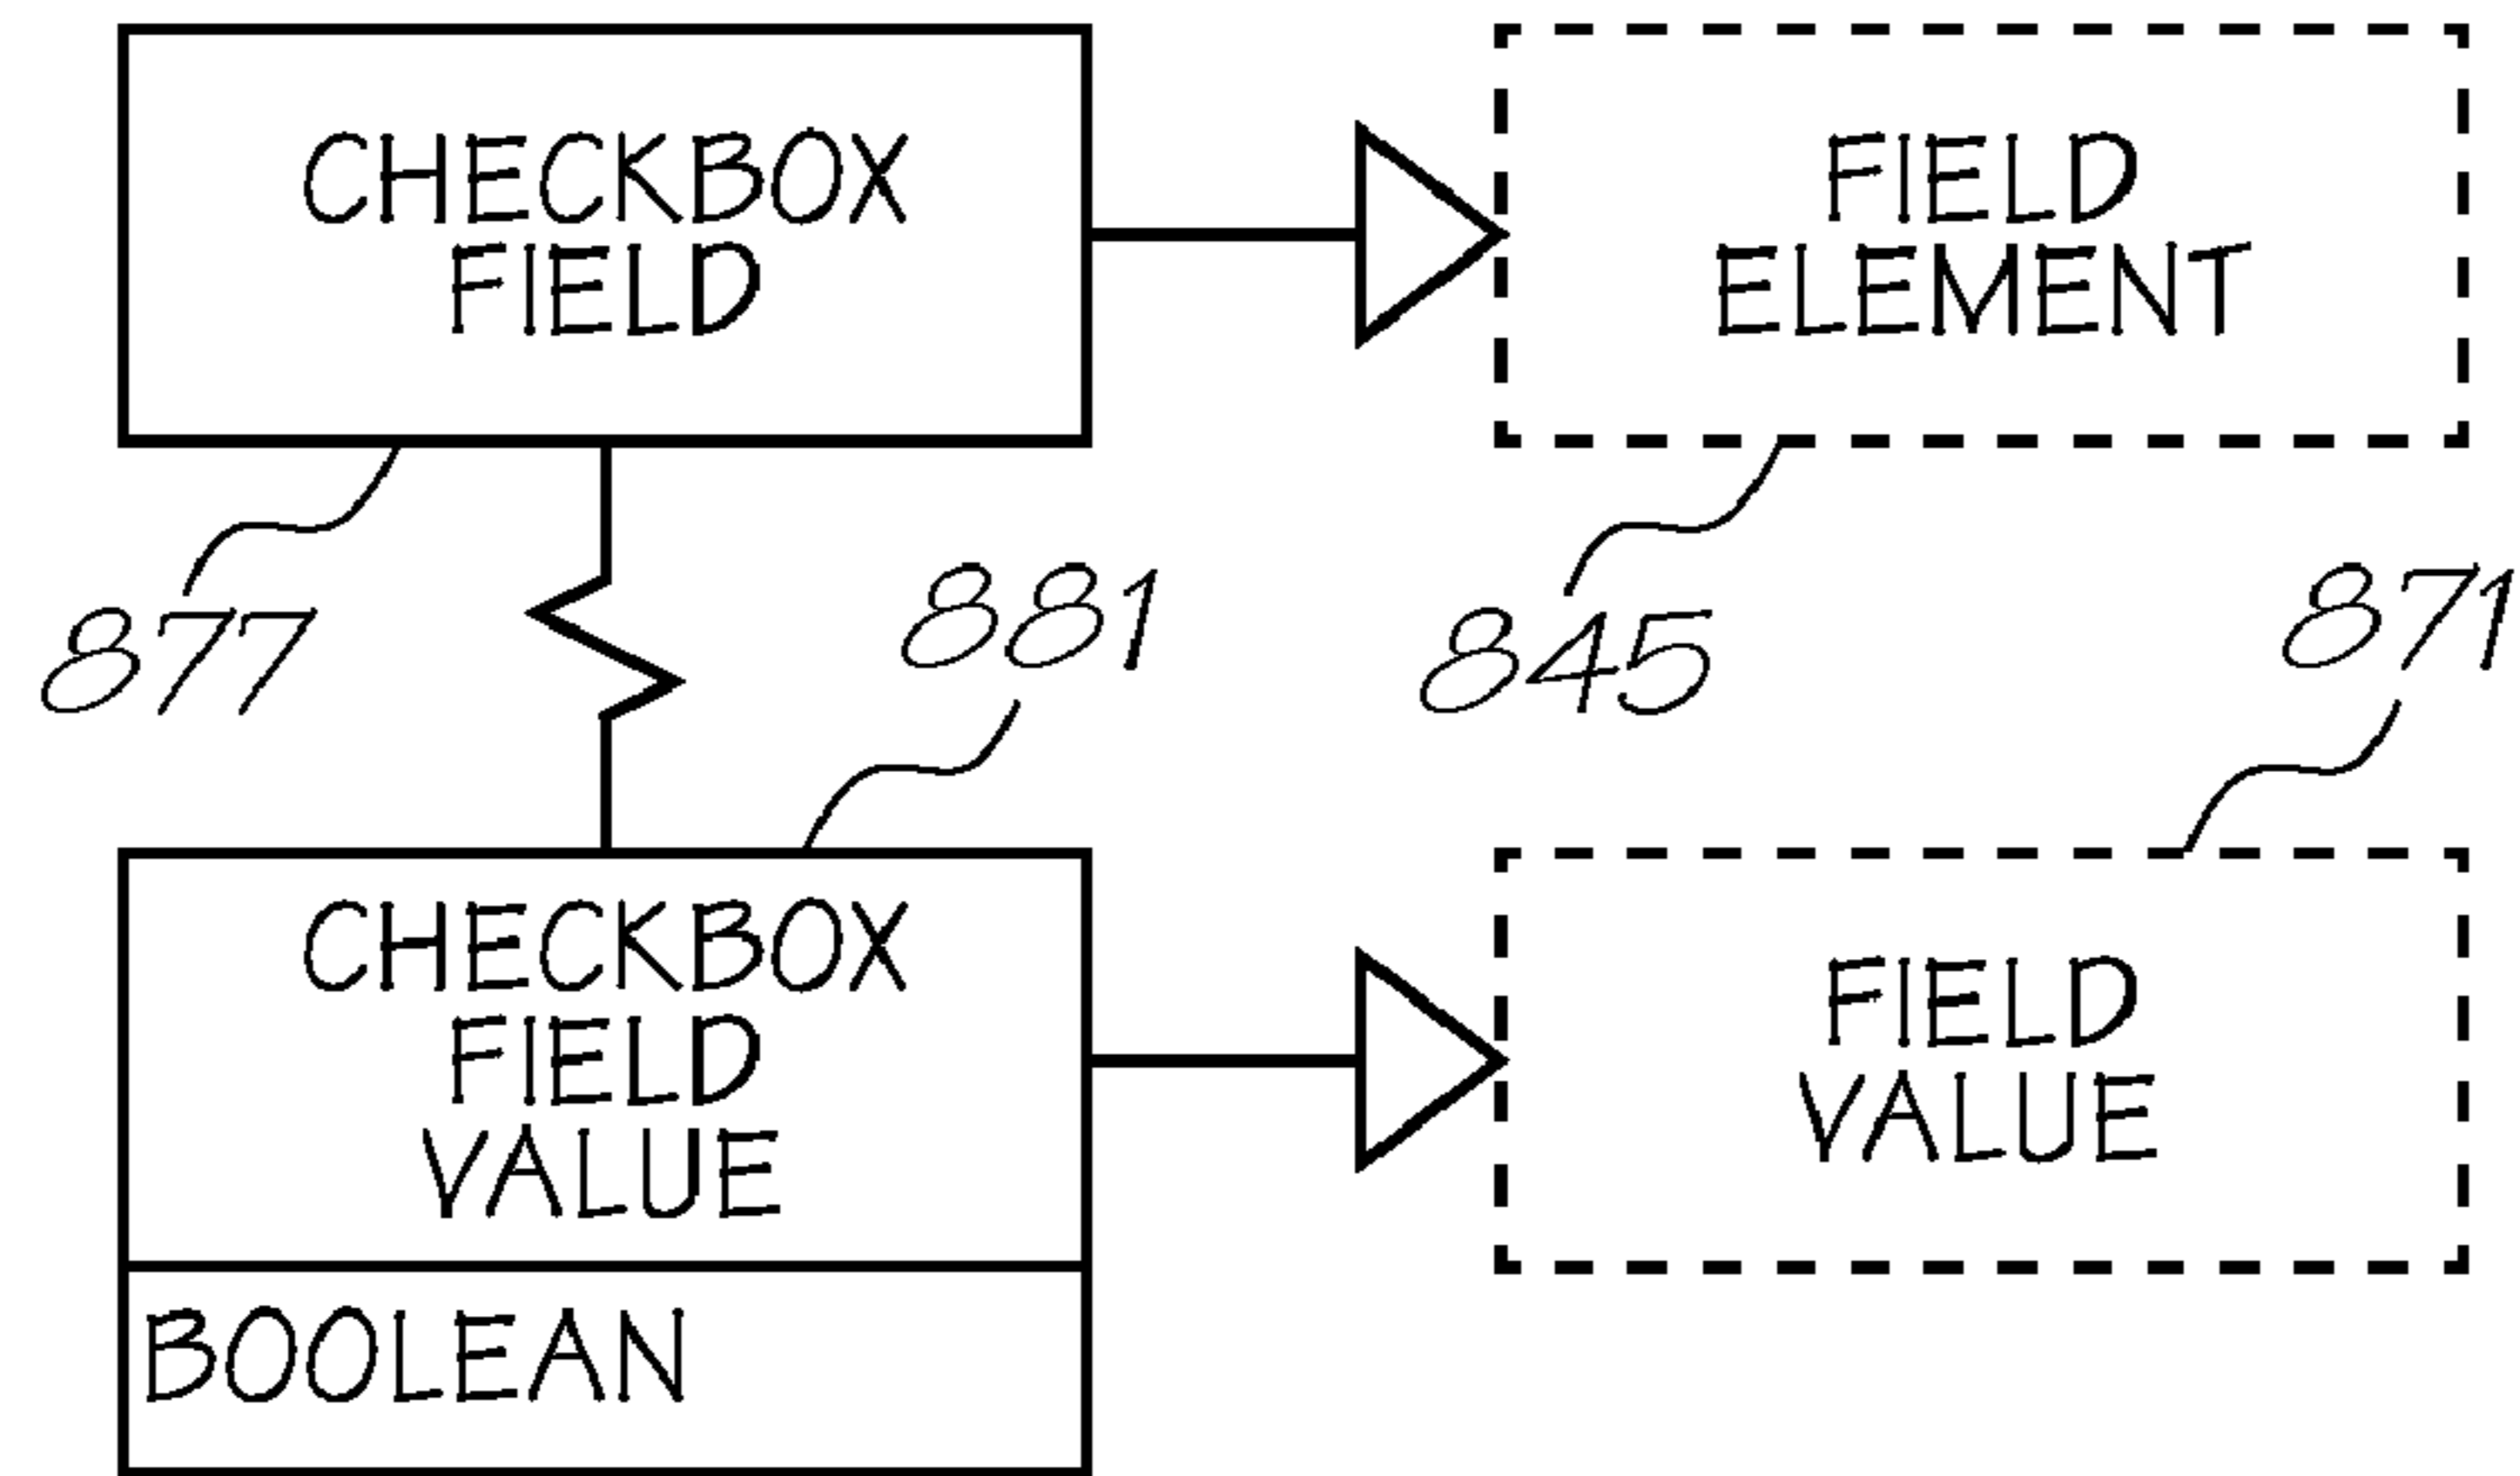 CHECKBOX
FIELD
FIELD
ELEMENT
877
881
845
871
CHECKBOX
FIELD
VALUE
BOOLEAN
FIELD
VALUE